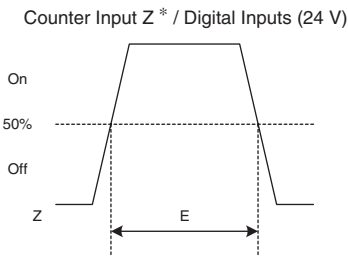 Counter Input Z * / Digital Inputs (24 V)
On
50%
Off
Z
E